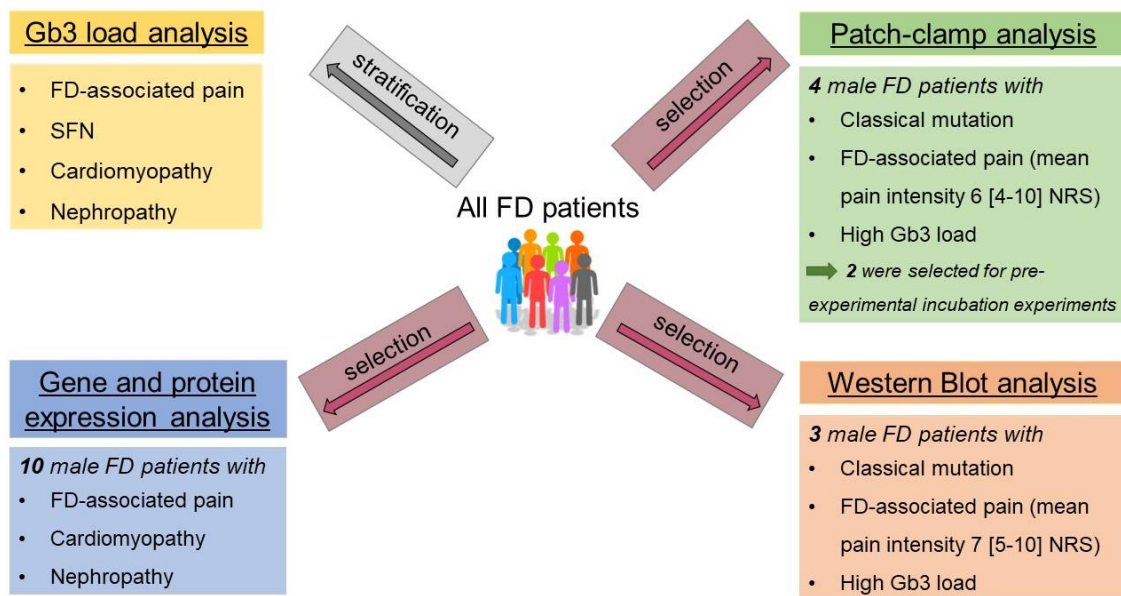 Gb3 load analysis
• FD-associated pain
• SFN
• Cardiomyopathy
• Nephropathy
stratification
selection
Patch-clamp analysis
4 male FD patients with
• Classical mutation
• FD-associated pain (mean
pain intensity 6 [4-10] NRS)
• High Gb3 load
2 were selected for pre-
experimental incubation experiments
All FD patients
selection
selection
Gene and protein
expression analysis
10 male FD patients with
• FD-associated pain
• Cardiomyopathy
• Nephropathy
Western Blot analysis
3 male FD patients with
• Classical mutation
• FD-associated pain (mean
pain intensity 7 [5-10] NRS)
• High Gb3 load